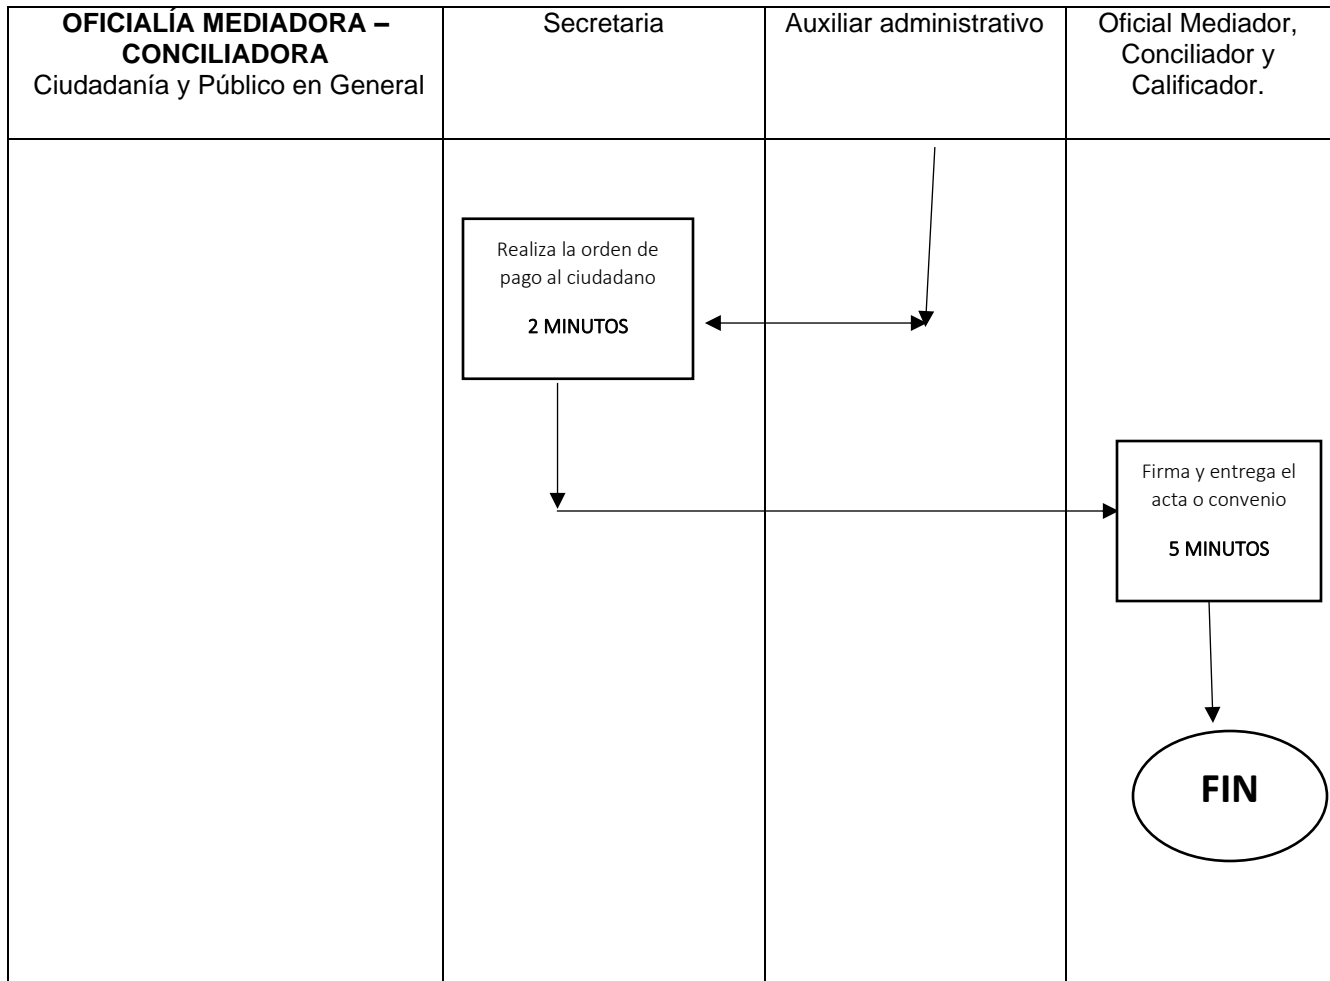 OFICIALÍA MEDIADORA –
CONCILIADORA
Ciudadanía y Público en General
Secretaria
Auxiliar administrativo
Oficial Mediador,
Conciliador y
Calificador.
Realiza la orden de
pago al ciudadano
2 MINUTOS
Firma y entrega el
acta o convenio
5 MINUTOS
FIN